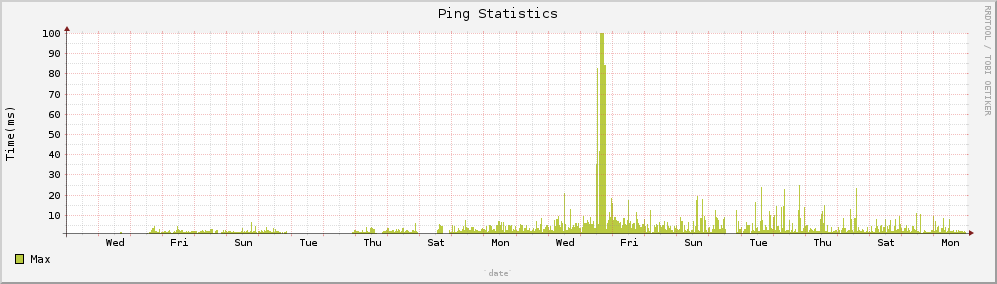 Ping Statistics
RRDTOOL / TOBI OETIKER
Time(ms)
100
90
80
70
60
50
40
30
20
10
Wed Fri Sun Tue Thu Sat Mon Wed Fri Sun Tue Thu Sat Mon
Max
`date`